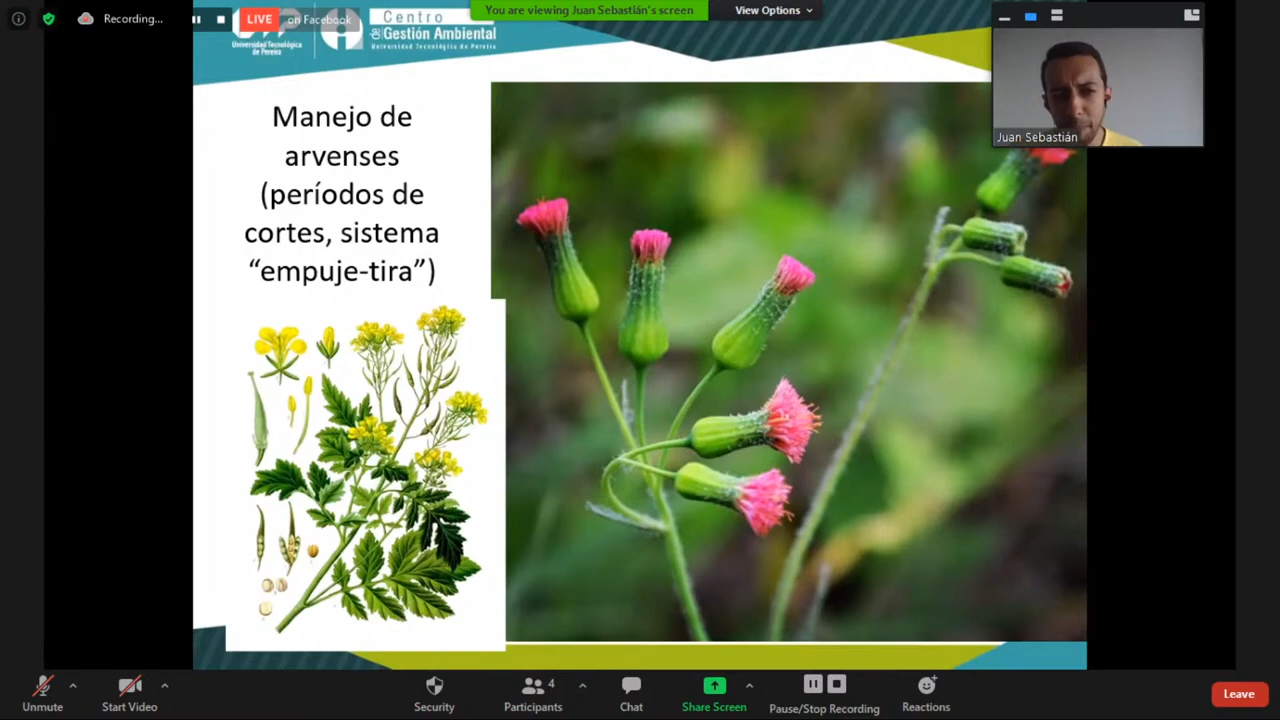 Recording...
LIVE on Facebook
You are viewing Juan Sebastián's screen
View Options
Universidad Tecnológica
de Pereira
Centro
de Gestión Ambiental
Universidad Tecnológica de Pereira
Juan Sebastián
Manejo de
arvenses
(períodos de
cortes, sistema
“empuje-tira”)
Unmute
Start Video
Security
4
Participants
Chat
Share Screen
Pause/Stop Recording
Reactions
Leave